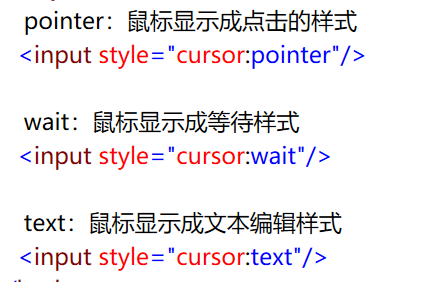 pointer：鼠标显示成点击的样式
<input style="cursor:pointer"/>
wait：鼠标显示成等待样式
<input style="cursor:wait"/>
text：鼠标显示成文本编辑样式
<input style="cursor:text"/>